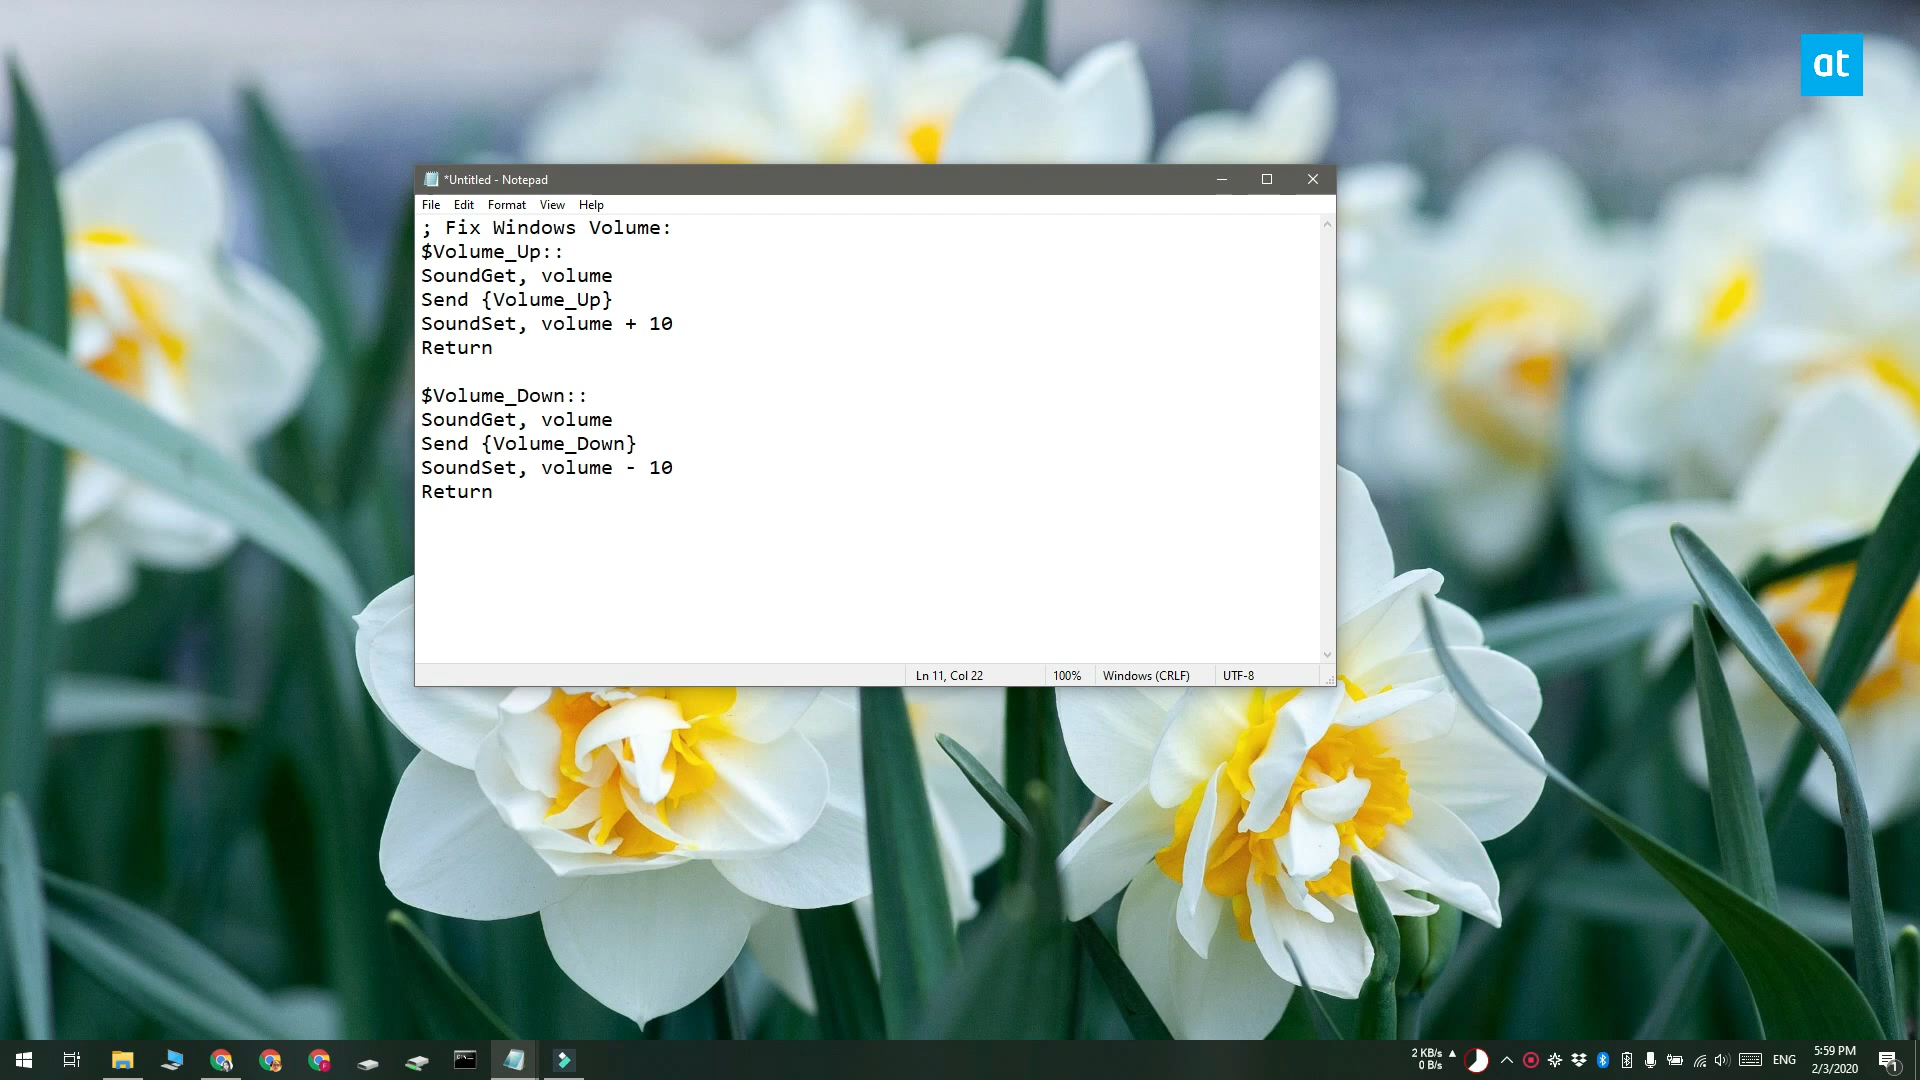 at
*Untitled - Notepad
File Edit Format View Help
; Fix Windows Volume:
$Volume_Up::
SoundGet, volume
Send {Volume_Up}
SoundSet, volume + 10
Return
$Volume_Down::
SoundGet, volume
Send {Volume_Down}
SoundSet, volume - 10
Return
Ln 11, Col 22 100% Windows (CRLF) UTF-8
2 KB/s
0 B/s
ENG
5:59 PM
2/3/2020
1